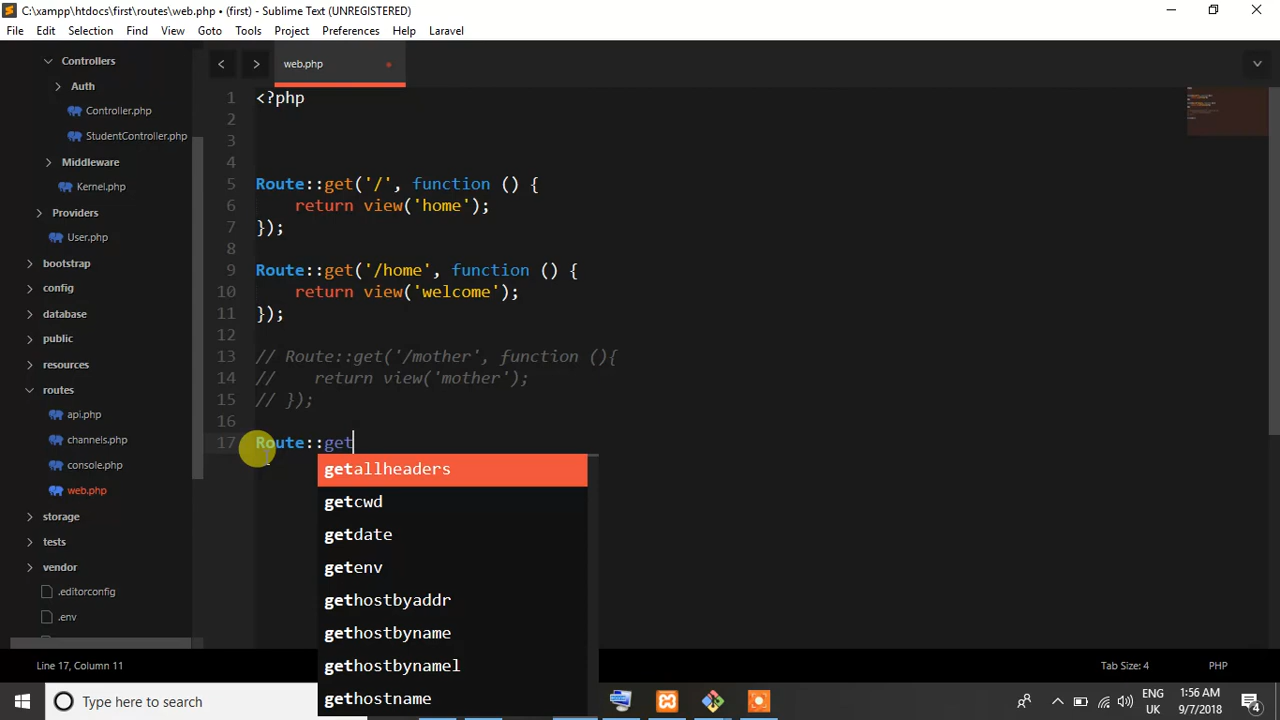 C:\xampp\htdocs\first\routes\web.php • (first) - Sublime Text (UNREGISTERED)
File Edit Selection Find View Goto Tools Project Preferences Help Laravel
Controllers
Auth
Controller.php
StudentController.php
Middleware
Kernel.php
Providers
User.php
bootstrap
config
database
public
resources
routes
api.php
channels.php
console.php
web.php
storage
tests
vendor
.editorconfig
.env
web.php
1 <?php
2
3
4
5 Route::get('/', function () {
6     return view('home');
7 });
8
9 Route::get('/home', function () {
10     return view('welcome');
11 });
12
13 // Route::get('/mother', function (){
14 //    return view('mother');
15 // });
16
17 Route::get
getallheaders
getcwd
getdate
getenv
gethostbyaddr
gethostbyname
gethostbynamel
gethostname
Line 17, Column 11
Tab Size: 4
PHP
Type here to search
ENG
UK
1:56 AM
9/7/2018
4